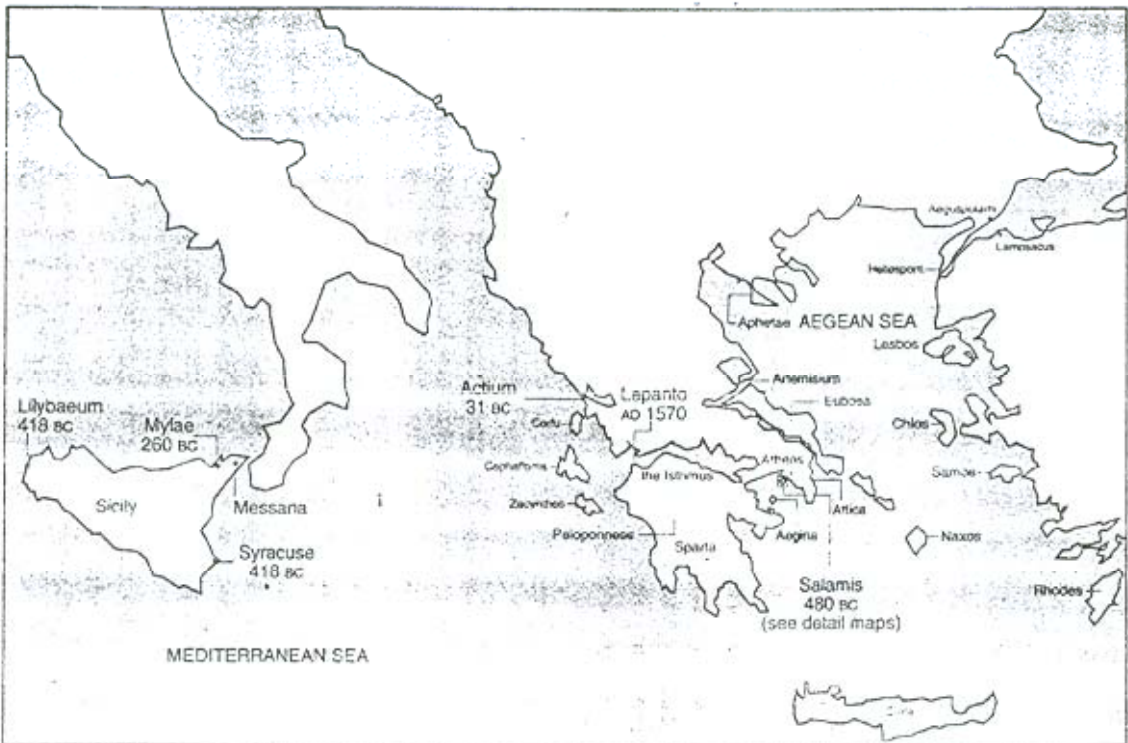 Lampsacus
Hellespont
Aphetae
AEGEAN SEA
Lesbos
Artemisium
Actium
31 BC
Lepanto
AD 1570
Euboea
Lilybaeum
418 BC
Mylae
260 BC
Corfu
Chios
Athens
Cephallonia
the Isthmus
Samos
Sicily
Messana
Zacynthos
Attica
Peloponnese
Aegina
Naxos
Sparta
Syracuse
418 BC
Salamis
480 BC
(see detail maps)
Rhodes
MEDITERRANEAN SEA